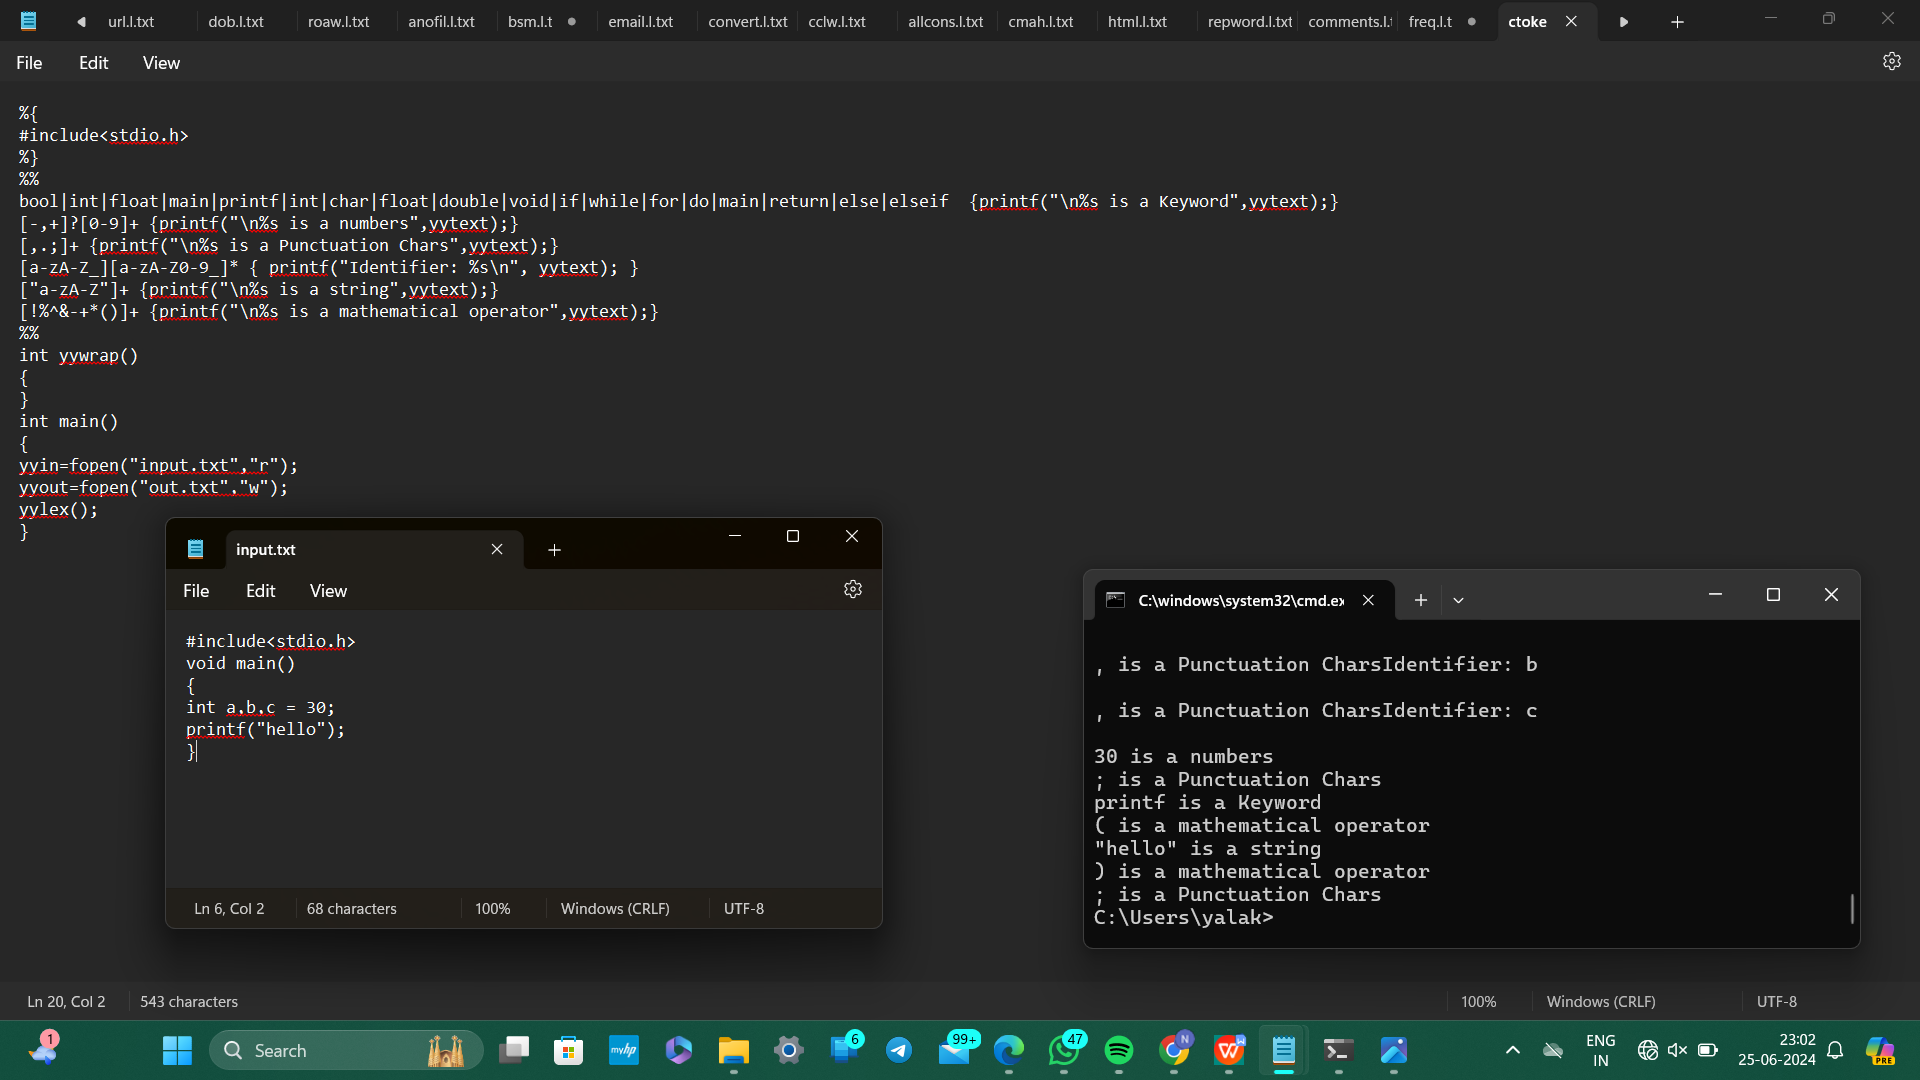 url.l.txt dob.l.txt roaw.l.txt anofil.l.txt bsm.l.t email.l.txt convert.l.txt cclw.l.txt allcons.l.txt cmah.l.txt html.l.txt repword.l.txt comments.l.t freq.l.t ctoke
File Edit View
%{
#include<stdio.h>
%}
%%
bool|int|float|main|printf|int|char|float|double|void|if|while|for|do|main|return|else|elseif  {printf("\n%s is a Keyword",yytext);}
[-,+]?[0-9]+ {printf("\n%s is a numbers",yytext);}
[,.;]+ {printf("\n%s is a Punctuation Chars",yytext);}
[a-zA-Z_][a-zA-Z0-9_]* { printf("Identifier: %s\n", yytext); }
["a-zA-Z"]+ {printf("\n%s is a string",yytext);}
[!%^&-+*()]+ {printf("\n%s is a mathematical operator",yytext);}
%%
int yywrap()
{
}
int main()
{
yyin=fopen("input.txt","r");
yyout=fopen("out.txt","w");
yylex();
}
input.txt
File Edit View
#include<stdio.h>
void main()
{
int a,b,c = 30;
printf("hello");
}
Ln 6, Col 2 68 characters 100% Windows (CRLF) UTF-8
C:\windows\system32\cmd.ex
, is a Punctuation CharsIdentifier: b
, is a Punctuation CharsIdentifier: c
30 is a numbers
; is a Punctuation Chars
printf is a Keyword
( is a mathematical operator
"hello" is a string
) is a mathematical operator
; is a Punctuation Chars
C:\Users\yalak>
Ln 20, Col 2 543 characters 100% Windows (CRLF) UTF-8
1 Search myhp 6 99+ 47 N W PRE
ENG
IN
23:02
25-06-2024